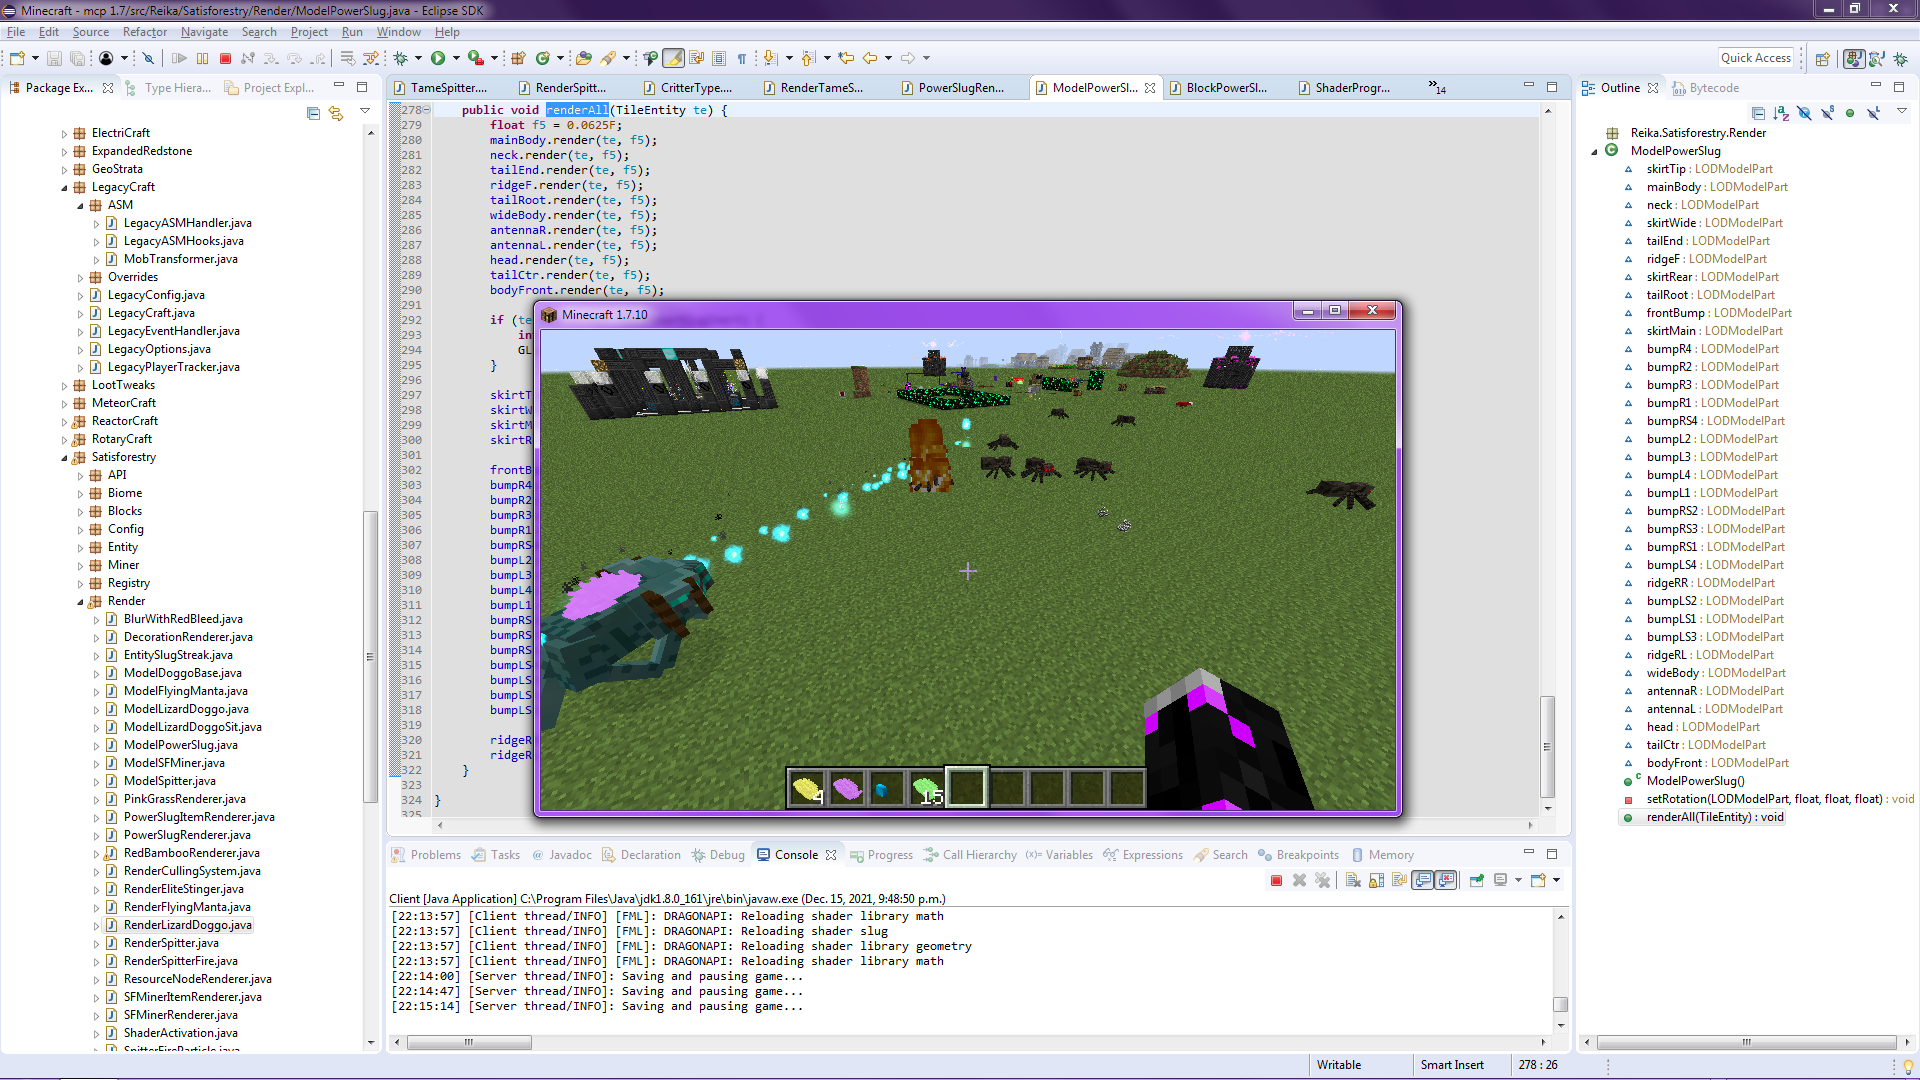 Minecraft - mcp 1.7/src/Reika/Satisforestry/Render/ModelPowerSlug.java - Eclipse SDK
File Edit Source Refactor Navigate Search Project Run Window Help
Quick Access
Package Ex... Type Hiera... Project Expl...
ElectriCraft
ExpandedRedstone
GeoStrata
LegacyCraft
ASM
LegacyASMHandler.java
LegacyASMHooks.java
MobTransformer.java
Overrides
LegacyConfig.java
LegacyCraft.java
LegacyEventHandler.java
LegacyOptions.java
LegacyPlayerTracker.java
LootTweaks
MeteorCraft
ReactorCraft
RotaryCraft
Satisforestry
API
Biome
Blocks
Config
Entity
Miner
Registry
Render
BlurWithRedBleed.java
DecorationRenderer.java
EntitySlugStreak.java
ModelDoggoBase.java
ModelFlyingManta.java
ModelLizardDoggo.java
ModelLizardDoggoSit.java
ModelPowerSlug.java
ModelSFMiner.java
ModelSpitter.java
PinkGrassRenderer.java
PowerSlugItemRenderer.java
PowerSlugRenderer.java
RedBambooRenderer.java
RenderCullingSystem.java
RenderEliteStinger.java
RenderFlyingManta.java
RenderLizardDoggo.java
RenderSpitter.java
RenderSpitterFire.java
ResourceNodeRenderer.java
SFMinerItemRenderer.java
SFMinerRenderer.java
ShaderActivation.java
SpitterFireParticle.java
TameSpitter.... RenderSpitt... CritterType.... RenderTameS... PowerSlugRen... ModelPowerSl... BlockPowerSl... ShaderProgr... »14
278 public void renderAll(TileEntity te) {
279 float f5 = 0.0625F;
280 mainBody.render(te, f5);
281 neck.render(te, f5);
282 tailEnd.render(te, f5);
283 ridgeF.render(te, f5);
284 tailRoot.render(te, f5);
285 wideBody.render(te, f5);
286 antennaR.render(te, f5);
287 antennaL.render(te, f5);
288 head.render(te, f5);
289 tailCtr.render(te, f5);
290 bodyFront.render(te, f5);
291
292 if (te
293 in
294 GL
295 }
296
297 skirtT
298 skirtW
299 skirtM
300 skirtR
301
302 frontB
303 bumpR4
304 bumpR2
305 bumpR3
306 bumpR1
307 bumpRS
308 bumpL2
309 bumpL3
310 bumpL4
311 bumpL1
312 bumpRS
313 bumpRS
314 bumpRS
315 bumpLS
316 bumpLS
317 bumpLS
318 bumpLS
319
320 ridgeR
321 ridgeR
322 }
323
324 }
325
Minecraft 1.7.10
4 15
Problems Tasks Javadoc Declaration Debug Console Progress Call Hierarchy Variables Expressions Search Breakpoints Memory
Client [Java Application] C:\Program Files\Java\jdk1.8.0_161\jre\bin\javaw.exe (Dec. 15, 2021, 9:48:50 p.m.)
[22:13:57] [Client thread/INFO] [FML]: DRAGONAPI: Reloading shader library math
[22:13:57] [Client thread/INFO] [FML]: DRAGONAPI: Reloading shader slug
[22:13:57] [Client thread/INFO] [FML]: DRAGONAPI: Reloading shader library geometry
[22:13:57] [Client thread/INFO] [FML]: DRAGONAPI: Reloading shader library math
[22:14:00] [Server thread/INFO]: Saving and pausing game...
[22:14:47] [Server thread/INFO]: Saving and pausing game...
[22:15:14] [Server thread/INFO]: Saving and pausing game...
Outline Bytecode
Reika.Satisforestry.Render
ModelPowerSlug
skirtTip : LODModelPart
mainBody : LODModelPart
neck : LODModelPart
skirtWide : LODModelPart
tailEnd : LODModelPart
ridgeF : LODModelPart
skirtRear : LODModelPart
tailRoot : LODModelPart
frontBump : LODModelPart
skirtMain : LODModelPart
bumpR4 : LODModelPart
bumpR2 : LODModelPart
bumpR3 : LODModelPart
bumpR1 : LODModelPart
bumpRS4 : LODModelPart
bumpL2 : LODModelPart
bumpL3 : LODModelPart
bumpL4 : LODModelPart
bumpL1 : LODModelPart
bumpRS2 : LODModelPart
bumpRS3 : LODModelPart
bumpRS1 : LODModelPart
bumpLS4 : LODModelPart
ridgeRR : LODModelPart
bumpLS2 : LODModelPart
bumpLS1 : LODModelPart
bumpLS3 : LODModelPart
ridgeRL : LODModelPart
wideBody : LODModelPart
antennaR : LODModelPart
antennaL : LODModelPart
head : LODModelPart
tailCtr : LODModelPart
bodyFront : LODModelPart
ModelPowerSlug()
setRotation(LODModelPart, float, float, float) : void
renderAll(TileEntity) : void
Writable Smart Insert 278 : 26